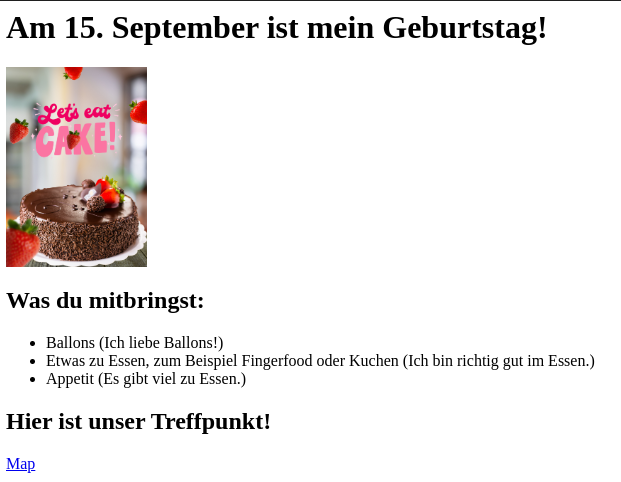 Am 15. September ist mein Geburtstag!
Let's eat
CAKE!
Was du mitbringst:
Ballons (Ich liebe Ballons!)
Etwas zu Essen, zum Beispiel Fingerfood oder Kuchen (Ich bin richtig gut im Essen.)
Appetit (Es gibt viel zu Essen.)
Hier ist unser Treffpunkt!
Map